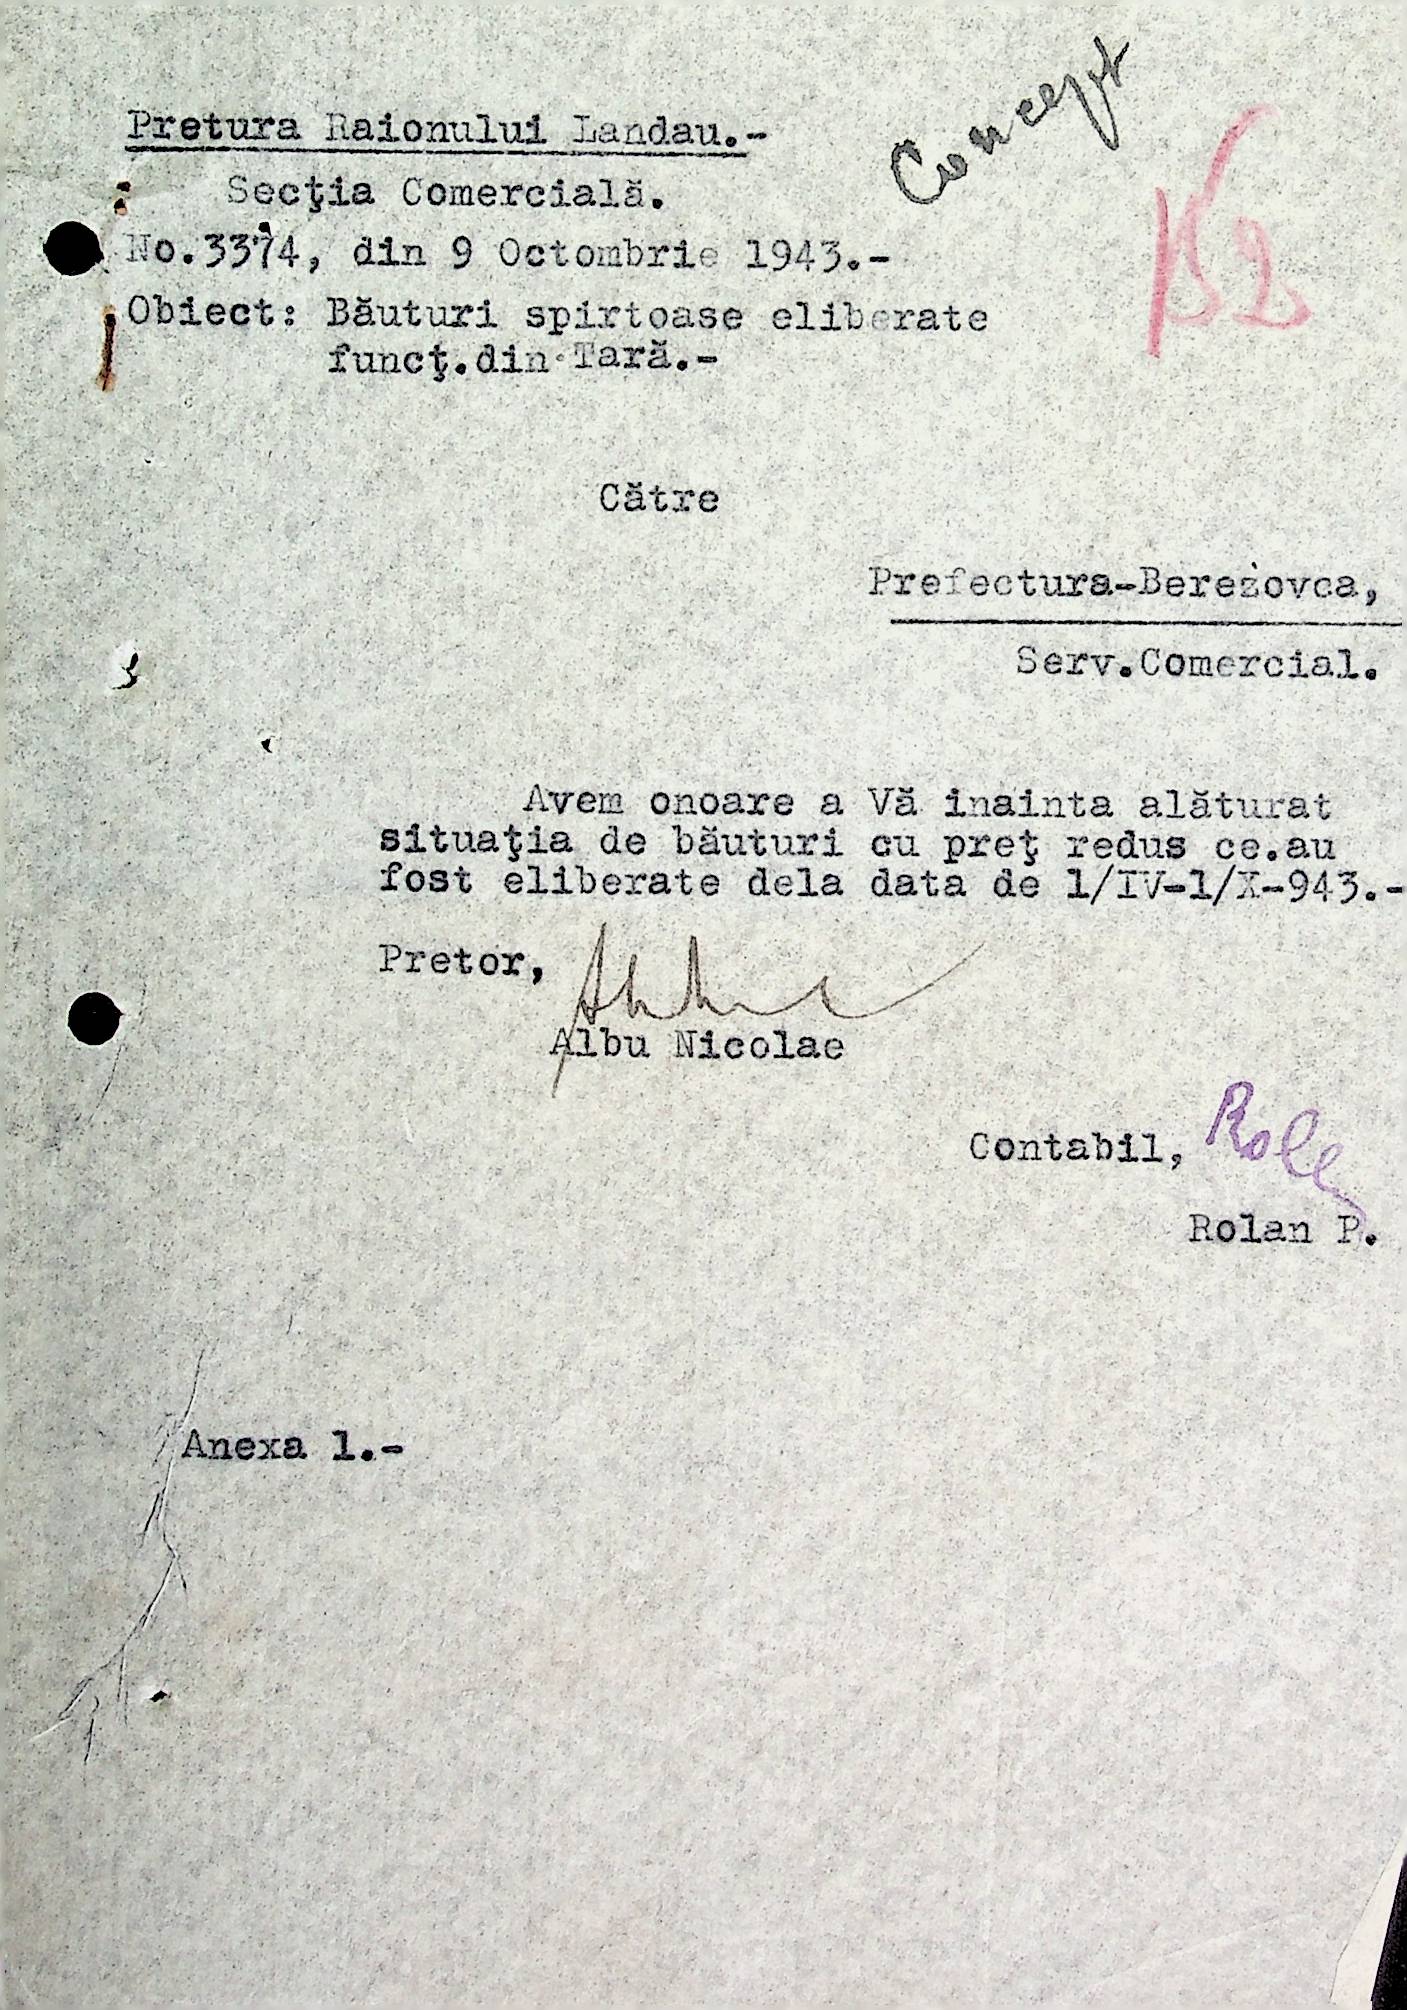 Concept
152
Pretura Raionului Landau.-
Secţia Comercială.
No.3374, din 9 Octombrie 1943.-
Obiect: Băuturi spirtoase eliberate
funcţ.din Tară.-
Către
Prefectura-Berezovca,
Serv.Comercial.
Avem onoare a Vă inainta alăturat
situaţia de băuturi cu preţ redus ce.au
fost eliberate dela data de 1/IV-1/X-943.-
Pretor,
Albu Nicolae
Contabil,
Rolan P.
Anexa 1.-